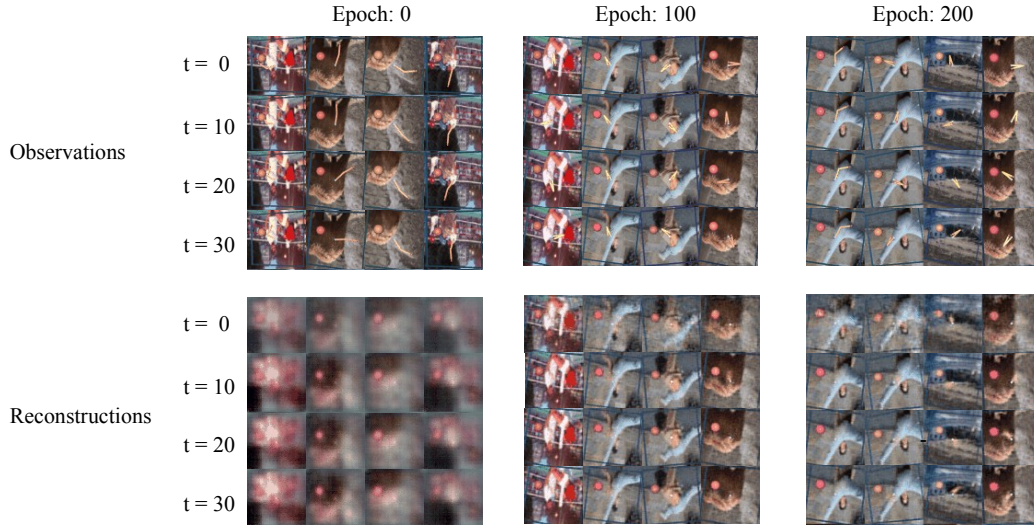 Epoch: 0 Epoch: 100 Epoch: 200
t = 0
t = 10
Observations
t = 20
t = 30
t = 0
t = 10
Reconstructions
t = 20
t = 30